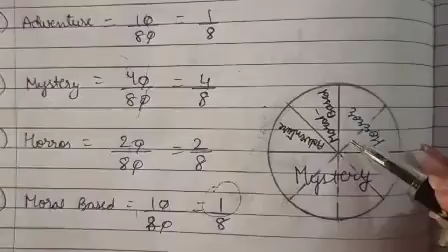 ) Adventure = 10/80 = 1/8
) Mystery = 40/80 = 4/8
) Horror = 20/80 = 2/8
) Moral Based = 10/80 = 1/8
Moral-
Based
Horror
Adventure
Mystery